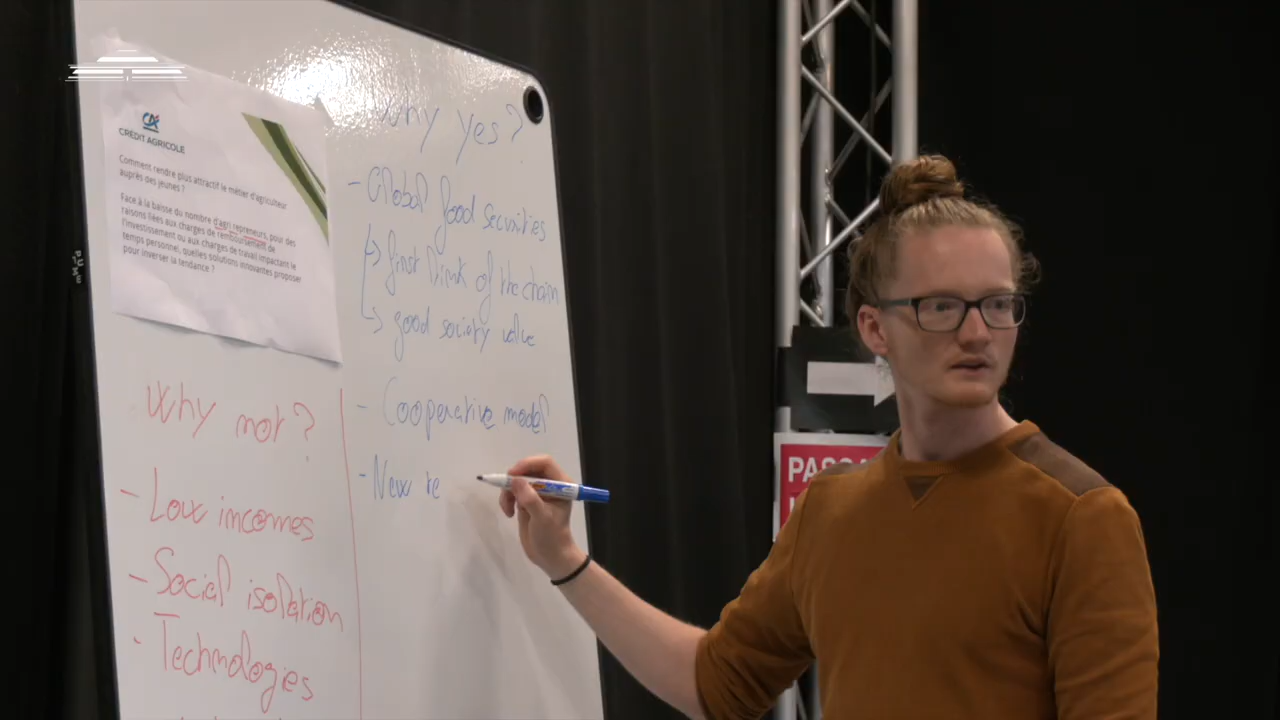 CA
CRÉDIT AGRICOLE
Comment rendre plus attractif le métier d'agriculteur
auprès des jeunes ?
Face à la baisse du nombre d'agri repreneurs, pour des
raisons liées aux charges de remboursement de
l'investissement ou aux charges de travail impactant le
temps personnel, quelles solutions innovantes proposer
pour inverser la tendance ?
Why not?
- Low incomes
- Social isolation
- Technologies
Why yes?
- Global food securities
first link of the chain
good society value
- Cooperative model
- New re
PASCA